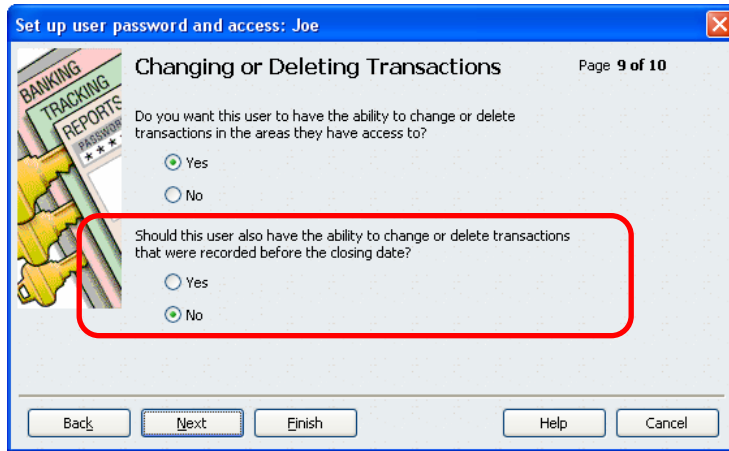 Set up user password and access: Joe
BANKING
TRACKING
REPORTS
PASSWORD
****
Changing or Deleting Transactions
Page 9 of 10
Do you want this user to have the ability to change or delete
transactions in the areas they have access to?
Yes
No
Should this user also have the ability to change or delete transactions
that were recorded before the closing date?
Yes
No
Back
Next
Finish
Help
Cancel